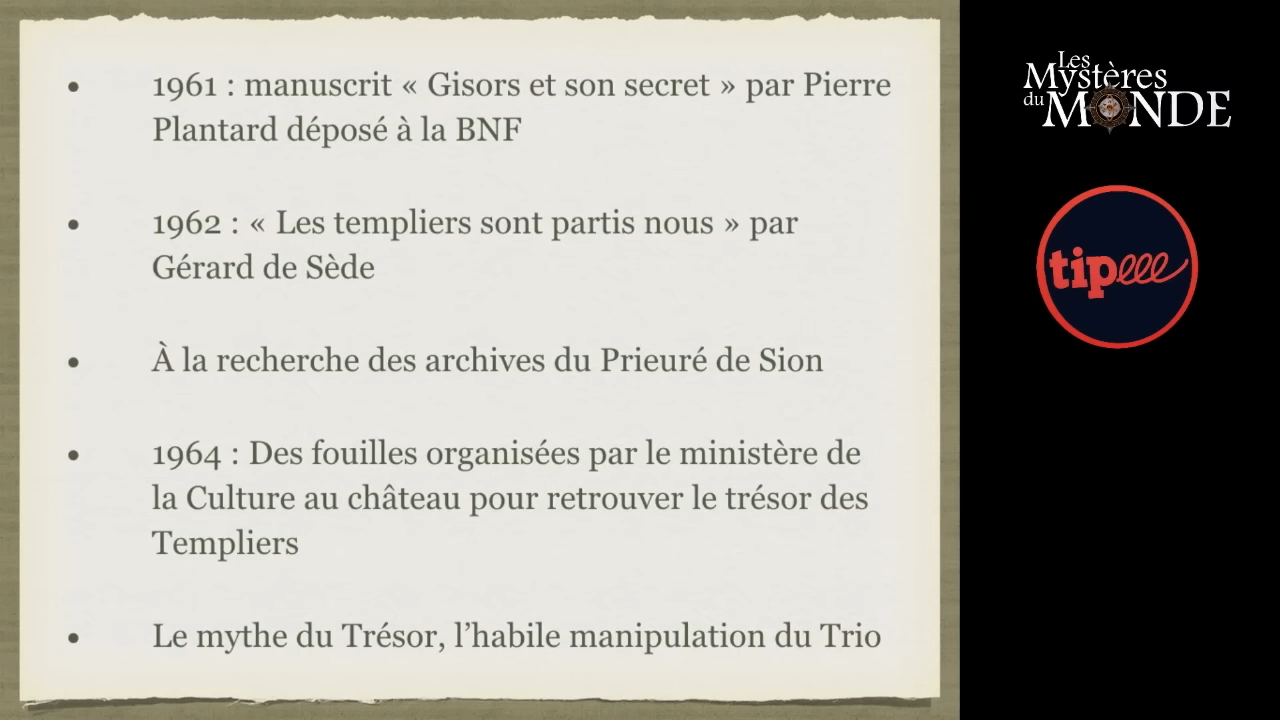 • 1961 : manuscrit « Gisors et son secret » par Pierre
Plantard déposé à la BNF
• 1962 : « Les templiers sont partis nous » par
Gérard de Sède
• À la recherche des archives du Prieuré de Sion
• 1964 : Des fouilles organisées par le ministère de
la Culture au château pour retrouver le trésor des
Templiers
• Le mythe du Trésor, l’habile manipulation du Trio
Les
Mystères
du MONDE
tipeee